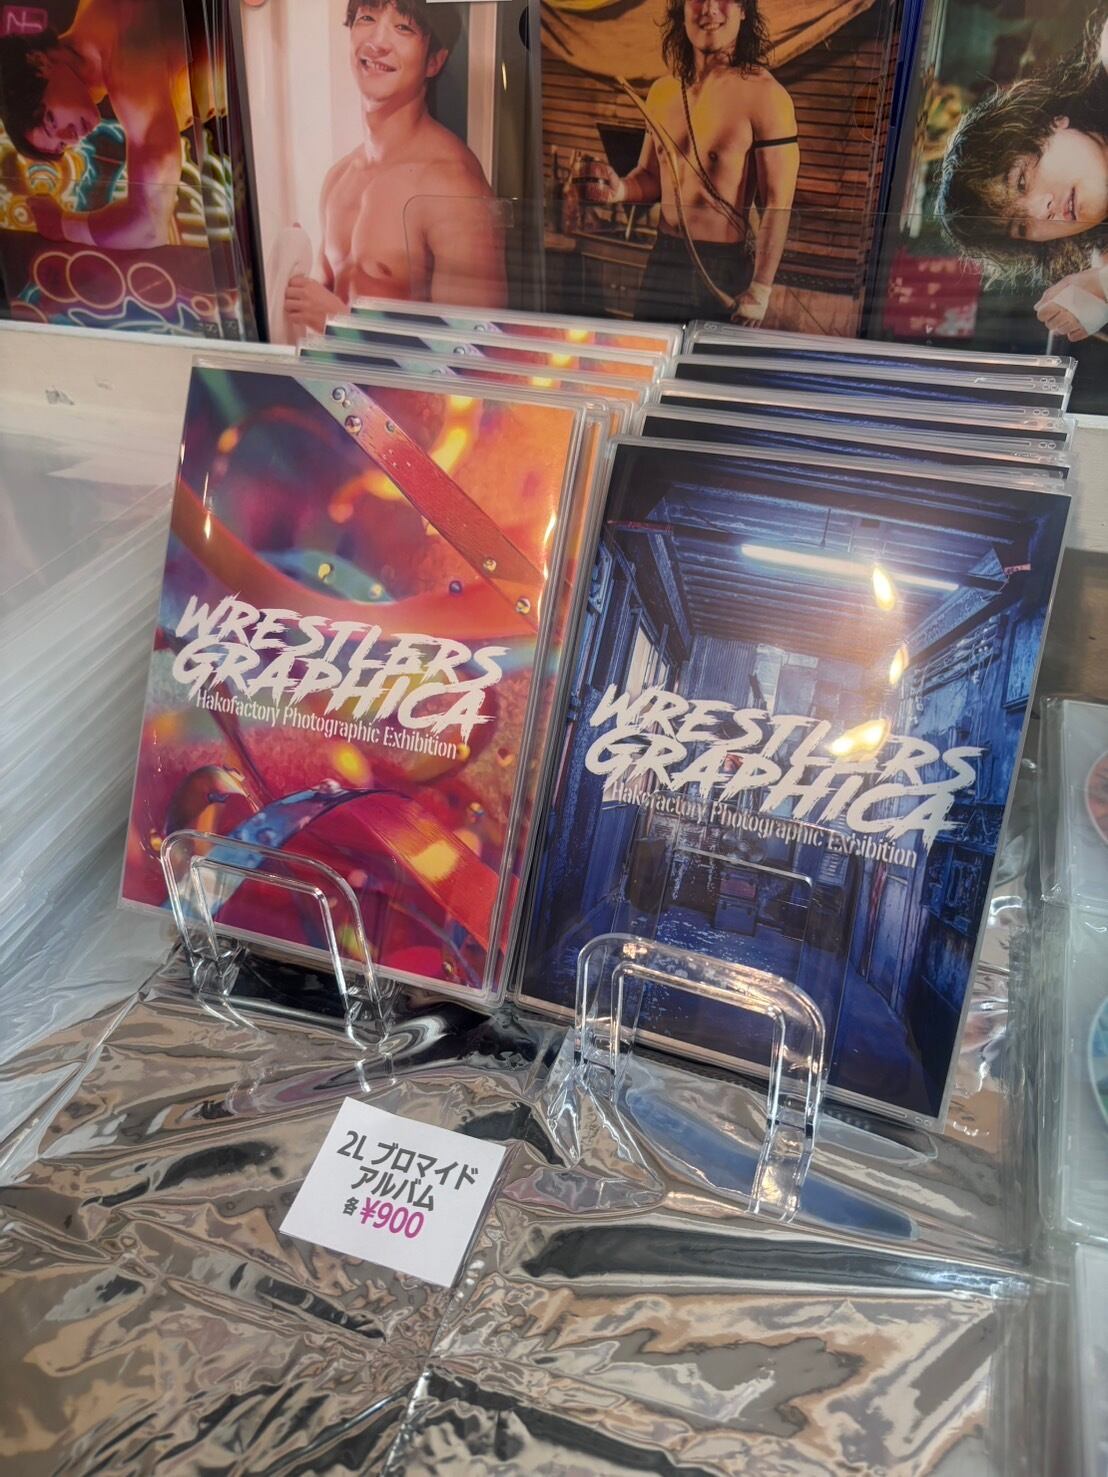 WRESTLERS
GRAPHICA
Hakofactory Photographic Exhibition
WRESTLERS
GRAPHICA
Hakofactory Photographic Exhibition
2L ブロマイド
アルバム
各¥900